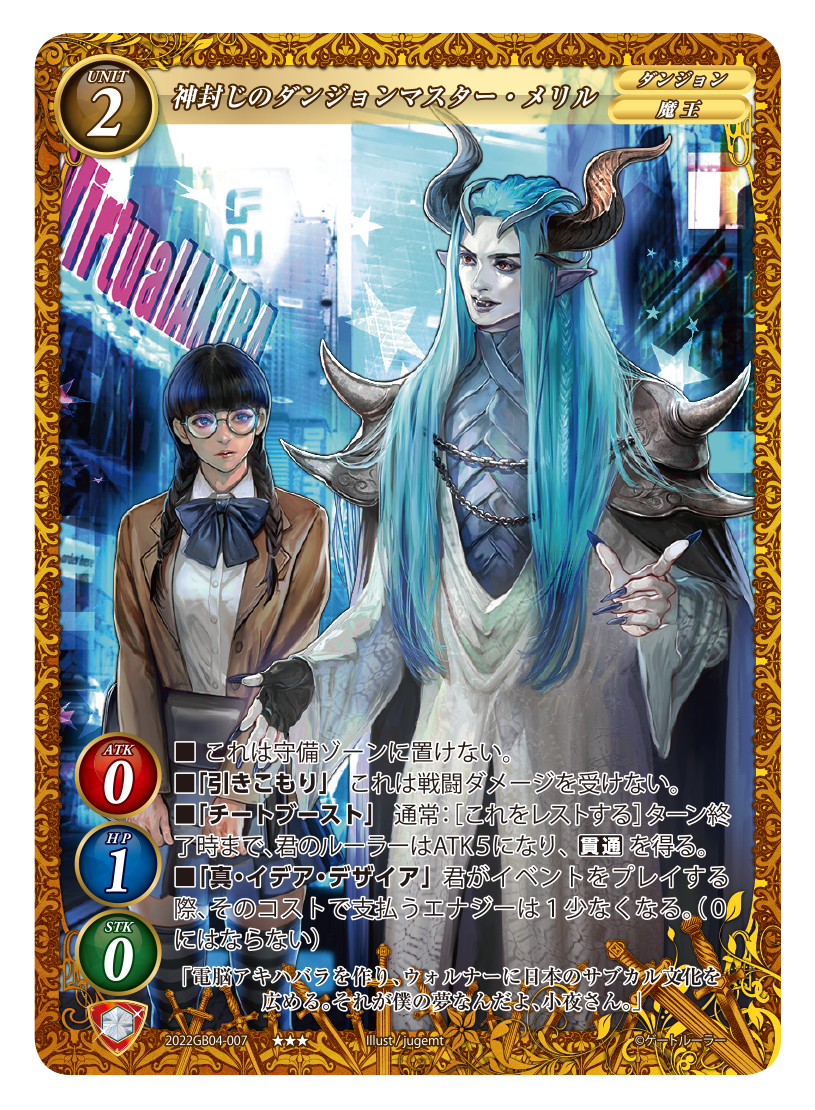 UNIT
2
神封じのダンジョンマスター・メリル
ダンジョン
魔王
VirtualAKIBA
ATK
0
HP
1
STK
0
■ これは守備ゾーンに置けない。
■「引きこもり」 これは戦闘ダメージを受けない。
■「チートブースト」 通常：［これをレストする］ターン終
了時まで、君のルーラーはATK5になり、 貫通 を得る。
■「真・イデア・デザイア」君がイベントをプレイする
際、そのコストで支払うエナジーは１少なくなる。（０
にはならない）
「電脳アキハバラを作り、ウォルナーに日本のサブカル文化を
広める。それが僕の夢なんだよ、小夜さん。」
2022GB04-007 ★★★ Illust / jugemt ©ゲートルーラー